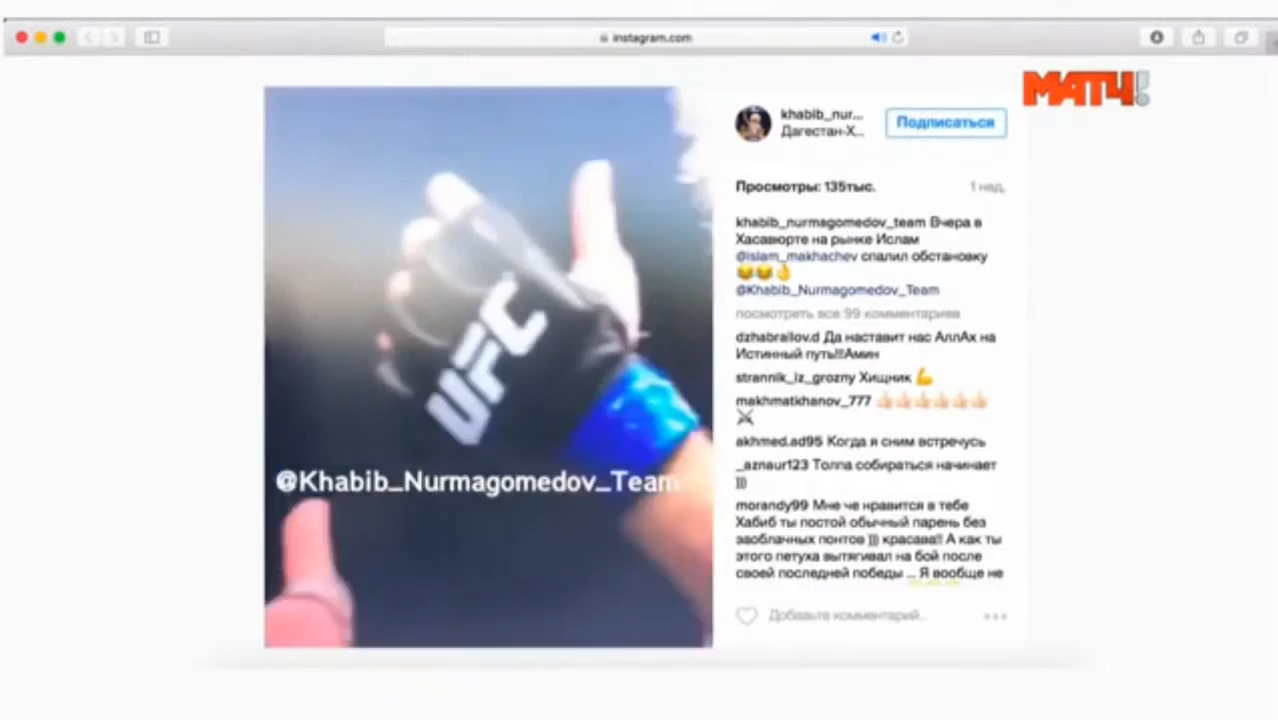 instagram.com
МАТЧ!
khabib_nur...
Дагестан-Х...
Подписаться
Просмотры: 135тыс.
1 нед.
khabib_nurmagomedov_team Вчера в
Хасавюрте на рынке Ислам
@islam_makhachev спалил обстановку
😂😂👌
@Khabib_Nurmagomedov_Team
посмотреть все 99 комментариев
dzhabrailov.d Да наставит нас АллАх на
Истинный путь!!!Амин
strannik_iz_grozny Хищник 💪
makhmatkhanov_777 👍🏻👍🏻👍🏻👍🏻👍🏻👍🏻
⚔
akhmed.ad95 Когда я сним встречусь
_aznaur123 Толпа собираться начинает
)))
morandy99 Мне че нравится в тебе
Хабиб ты постой обычный парень без
заоблачных понтов ))) красава!! А как ты
этого петуха вытягивал на бой после
своей последней победы ... Я вообще не
Добавьте комментарий...
UFC
@Khabib_Nurmagomedov_Team